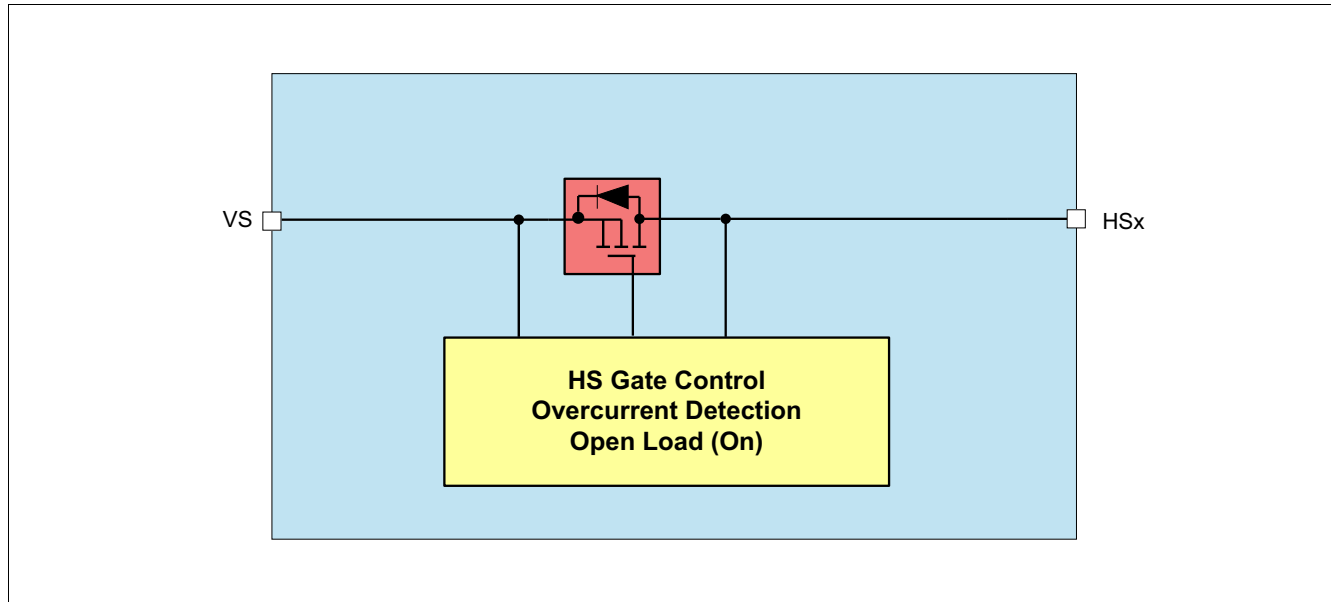 VS
HSx
HS Gate Control
Overcurrent Detection
Open Load (On)